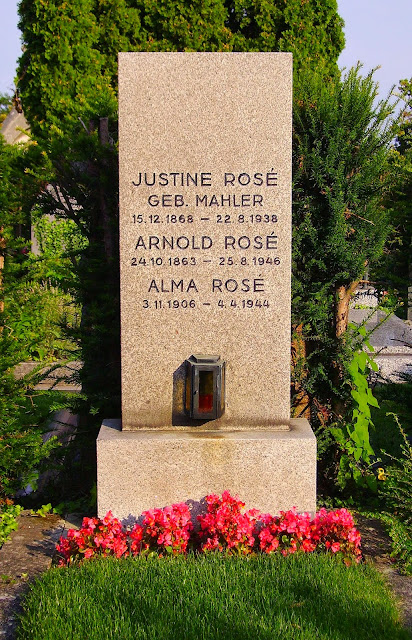 JUSTINE ROSÉ
GEB. MAHLER
15.12.1868 – 22.8.1938
ARNOLD ROSÉ
24.10.1863 – 25.8.1946
ALMA ROSÉ
3.11.1906 – 4.4.1944